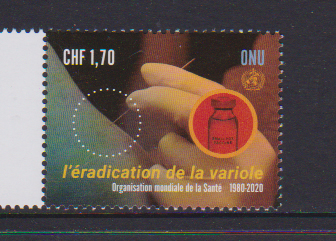 CHF 1,70 ONU
l'éradication de la variole
Organisation mondiale de la Santé 1980-2020